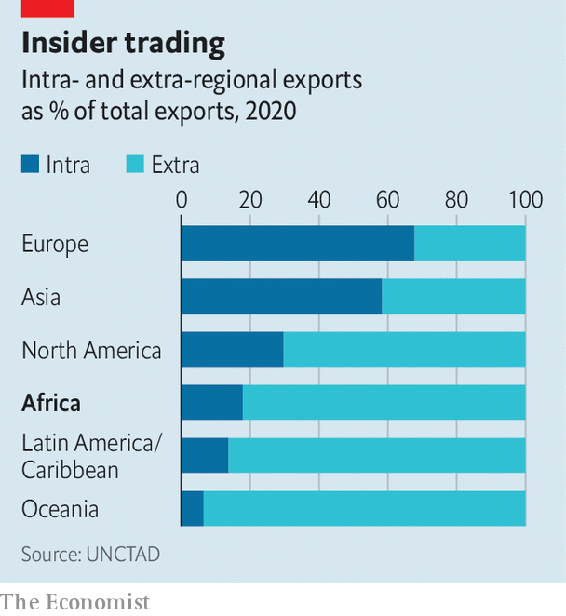 Insider trading
Intra- and extra-regional exports
as % of total exports, 2020
Intra Extra
0 20 40 60 80 100
Europe
Asia
North America
Africa
Latin America/
Caribbean
Oceania
Source: UNCTAD
The Economist